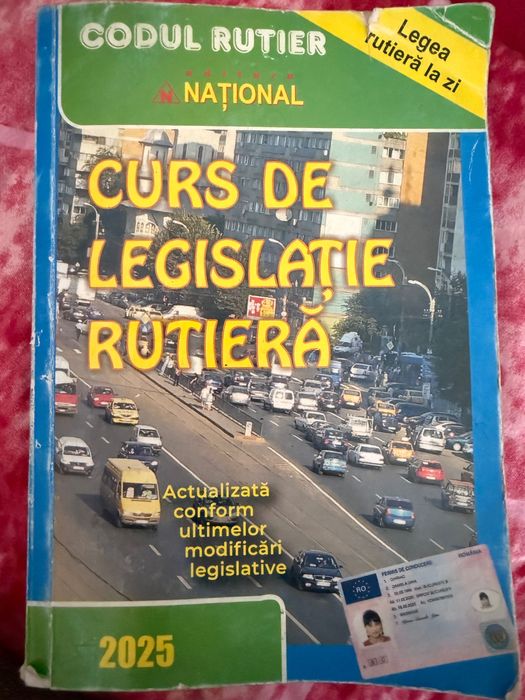 CODUL RUTIER
Legea
rutieră la zi
editura
N NAȚIONAL
CURS DE
LEGISLAȚIE
RUTIERĂ
Actualizată
conform
ultimelor
modificări
legislative
PERMIS DE CONDUCERE
ROMÂNIA
RO
2025